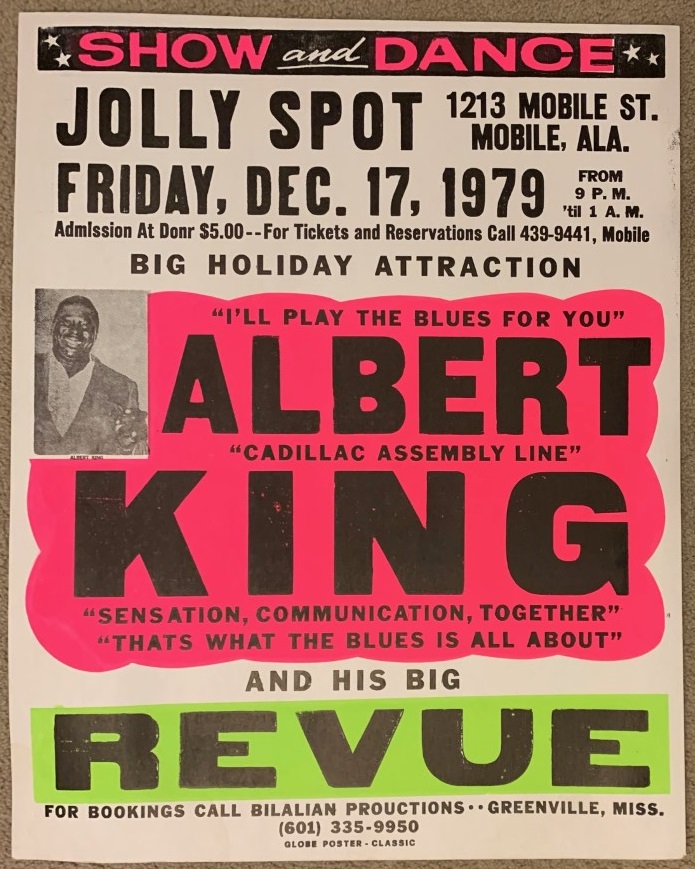 SHOW and DANCE
JOLLY SPOT
1213 MOBILE ST.
MOBILE, ALA.
FRIDAY, DEC. 17, 1979
FROM
9 P. M.
'til 1 A. M.
Admission At Donr $5.00--For Tickets and Reservations Call 439-9441, Mobile
BIG HOLIDAY ATTRACTION
"I'LL PLAY THE BLUES FOR YOU"
ALBERT
"CADILLAC ASSEMBLY LINE"
ALBERT KING
KING
"SENSATION, COMMUNICATION, TOGETHER"
"THATS WHAT THE BLUES IS ALL ABOUT"
AND HIS BIG
REVUE
FOR BOOKINGS CALL BILALIAN PROUCTIONS··GREENVILLE, MISS.
(601) 335-9950
GLOBE POSTER - CLASSIC